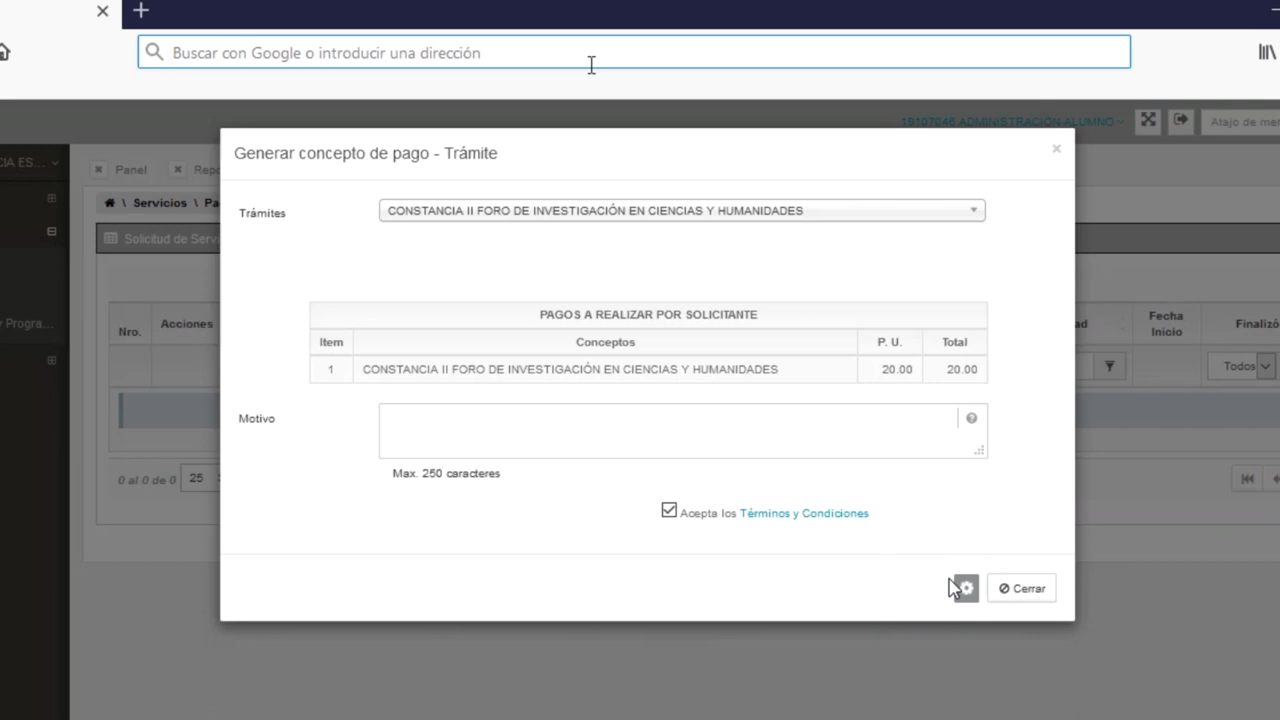 Buscar con Google o introducir una dirección
19107046 ADMINISTRACIÓN-ALUMNO
Atajo de me
CIA ES...
Panel
Repo
Servicios \ Pa
Solicitud de Servi
y Progra...
Nro.
Acciones
ad
Fecha
Inicio
Finalizó
Todos
0 al 0 de 0
25
Generar concepto de pago - Trámite
Trámites
CONSTANCIA II FORO DE INVESTIGACIÓN EN CIENCIAS Y HUMANIDADES
PAGOS A REALIZAR POR SOLICITANTE
Item Conceptos P. U. Total
1 CONSTANCIA II FORO DE INVESTIGACIÓN EN CIENCIAS Y HUMANIDADES 20.00 20.00
Motivo
Max. 250 caracteres
Acepta los Términos y Condiciones
Cerrar